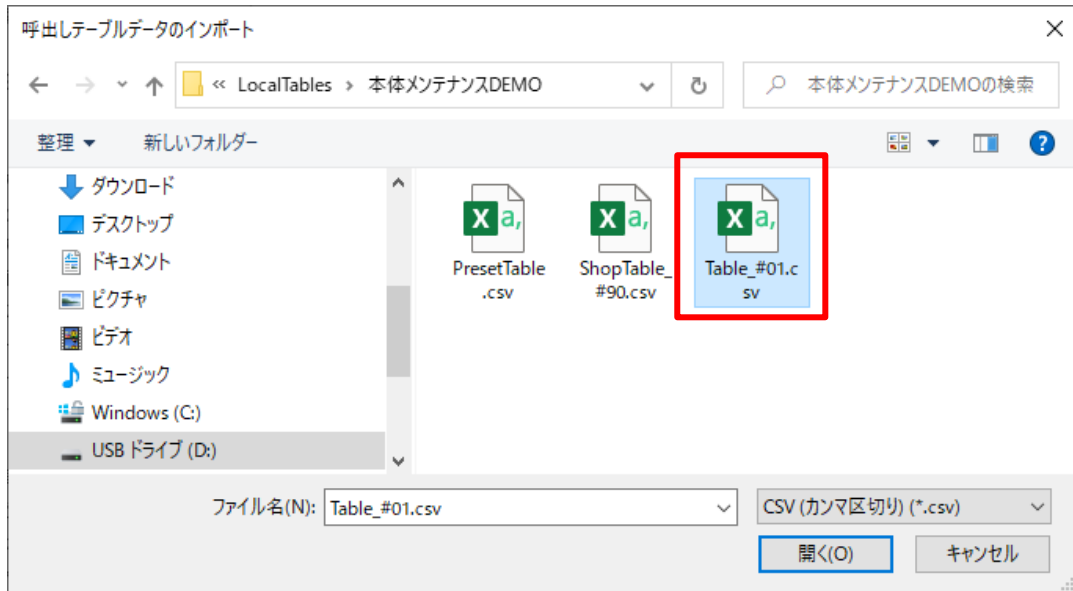 呼出しテーブルデータのインポート
« LocalTables › 本体メンテナンスDEMO
本体メンテナンスDEMOの検索
整理
新しいフォルダー
ダウンロード
デスクトップ
ドキュメント
ピクチャ
ビデオ
ミュージック
Windows (C:)
USB ドライブ (D:)
PresetTable
.csv
ShopTable_
#90.csv
Table_#01.c
sv
ファイル名(N):
Table_#01.csv
CSV (カンマ区切り) (*.csv)
開く(O)
キャンセル